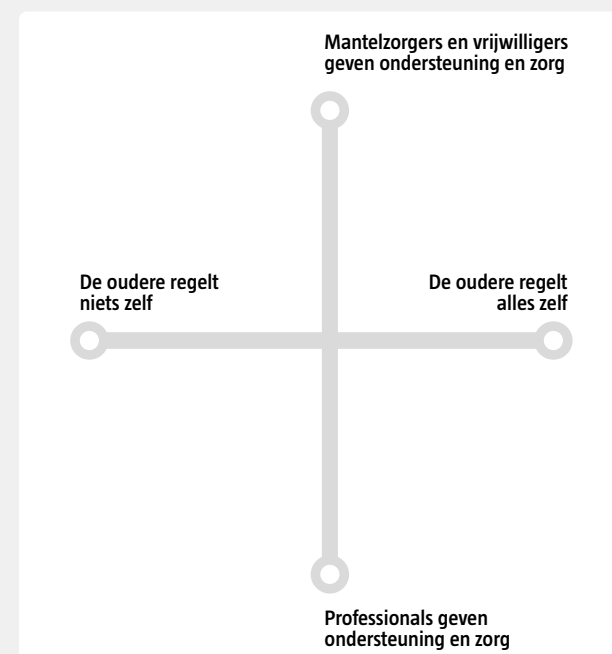 Mantelzorgers en vrijwilligers
geven ondersteuning en zorg
De oudere regelt
niets zelf
De oudere regelt
alles zelf
Professionals geven
ondersteuning en zorg